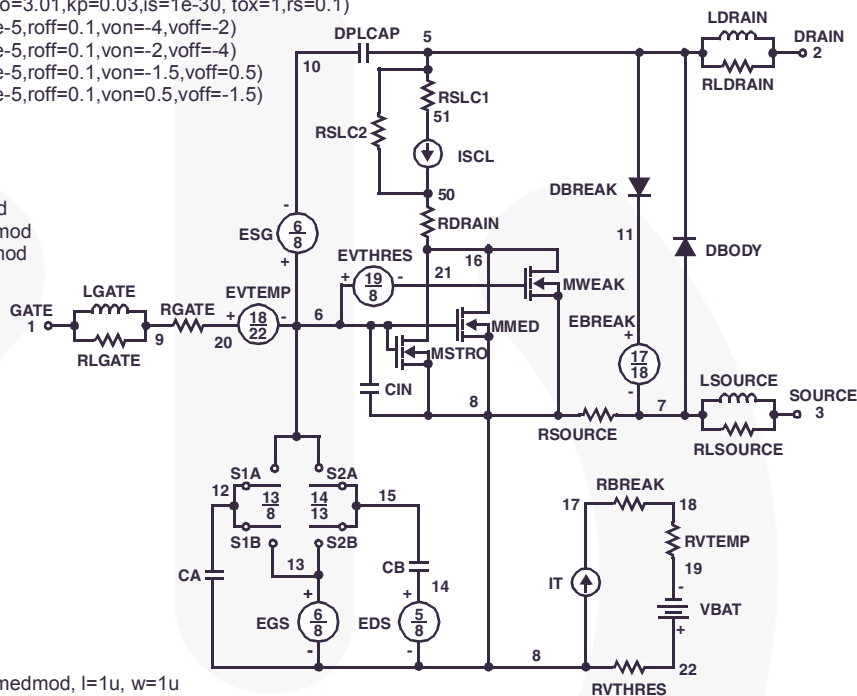 o=3.01,kp=0.03,is=1e-30, tox=1,rs=0.1)
e-5,roff=0.1,von=-4,voff=-2)
e-5,roff=0.1,von=-2,voff=-4)
e-5,roff=0.1,von=-1.5,voff=0.5)
e-5,roff=0.1,von=0.5,voff=-1.5)
d
mod
mod
LDRAIN
DPLCAP 5 DRAIN
10 2
RSLC1 RLDRAIN
51
RSLC2
ISCL
50 DBREAK
RDRAIN
- ESG 6 8 +
11
DBODY
EVTHRES 16
+ 19 8 - 21
MWEAK
LGATE
GATE RGATE EVTEMP
1 9 20 + 18 22 - 6
MMED
EBREAK
+ 17 18 -
RLGATE
MSTRO
LSOURCE
CIN 8 7 SOURCE
3
RSOURCE
RLSOURCE
S1A S2A
12 13 8 14 13 15
S1B S2B
13
RBREAK
17 18
RVTEMP
CA CB
14
IT 19
- VBAT +
+ EGS 6 8 -
+ EDS 5 8 -
8
22
RVTHRES
medmod, l=1u, w=1u